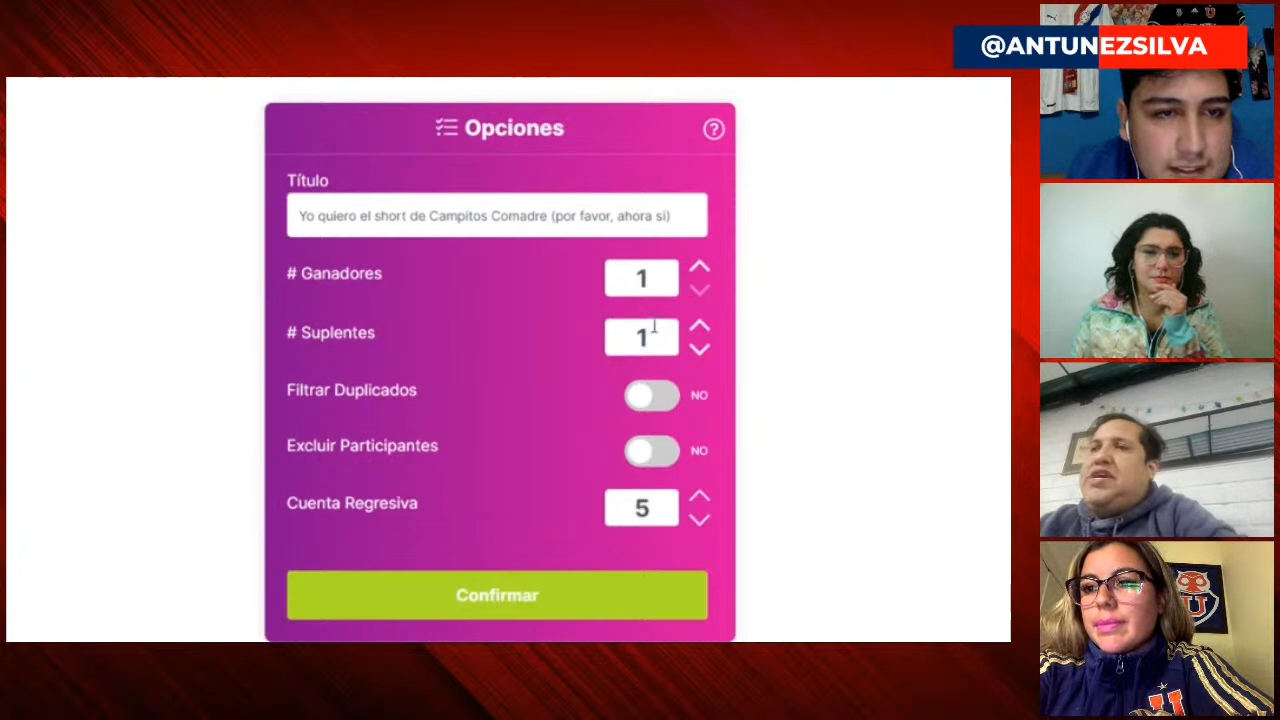 @ANTUNEZSILVA
Opciones
?
Título
Yo quiero el short de Campitos Comadre (por favor, ahora si)
# Ganadores
1
# Suplentes
1
Filtrar Duplicados
NO
Excluir Participantes
NO
Cuenta Regresiva
5
Confirmar
U
U